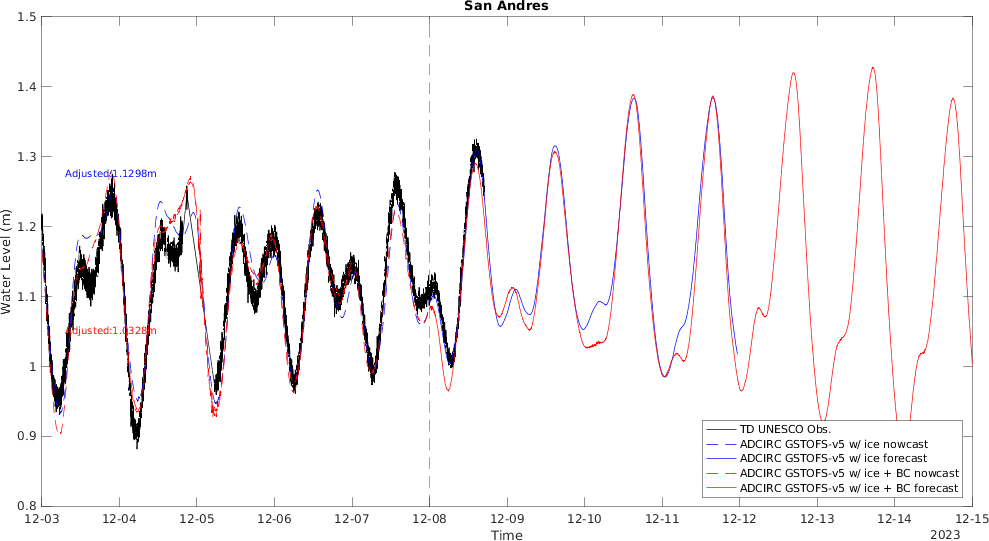 San Andres
1.5
1.4
1.3
1.2
1.1
1
0.9
0.8
Water Level (m)
Adjusted:1.1298m
Adjusted:1.0328m
TD UNESCO Obs.
ADCIRC GSTOFS-v5 w/ ice nowcast
ADCIRC GSTOFS-v5 w/ ice forecast
ADCIRC GSTOFS-v5 w/ ice + BC nowcast
ADCIRC GSTOFS-v5 w/ ice + BC forecast
12-03 12-04 12-05 12-06 12-07 12-08 12-09 12-10 12-11 12-12 12-13 12-14 12-15
Time
2023